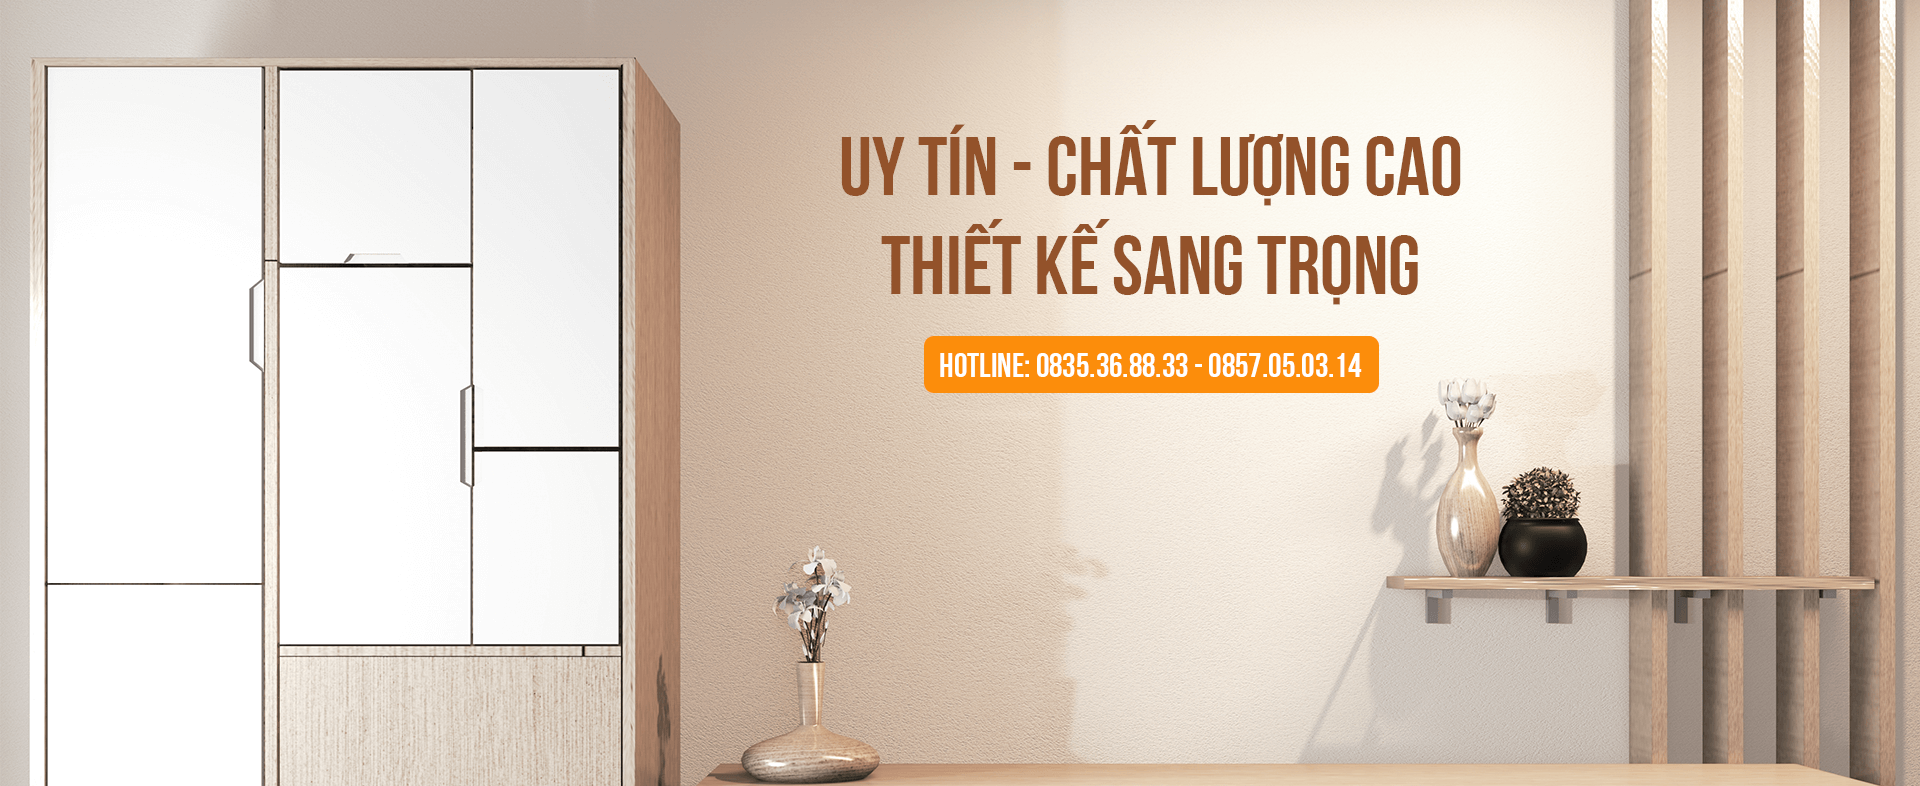 UY TÍN - CHẤT LƯỢNG CAO
THIẾT KẾ SANG TRỌNG
HOTLINE: 0835.36.88.33 - 0857.05.03.14